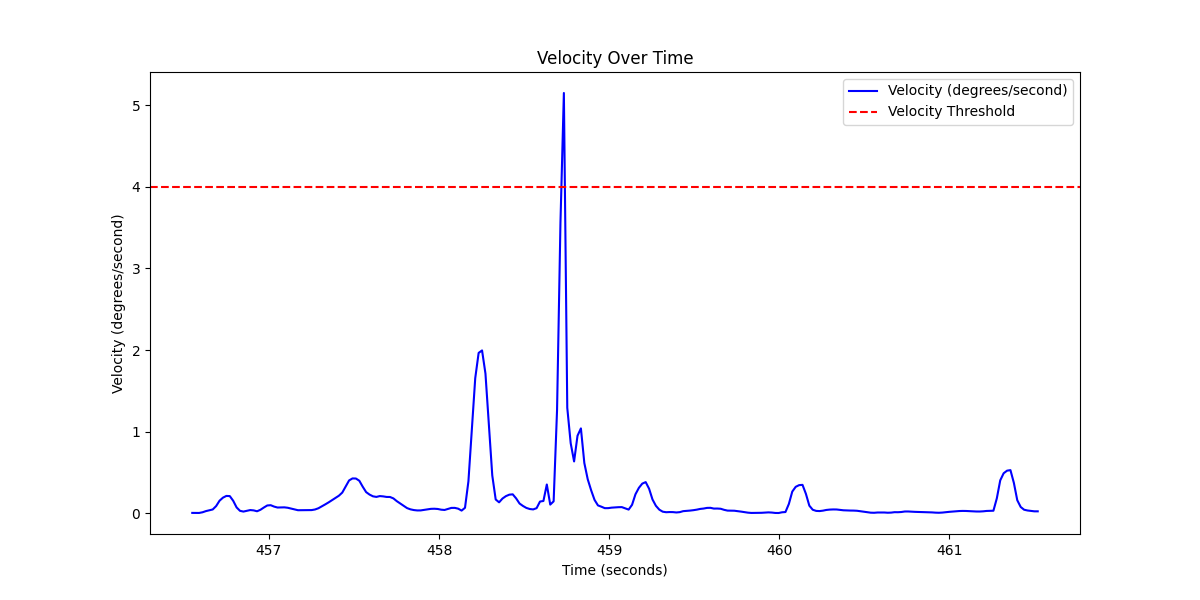 Velocity Over Time
Velocity (degrees/second)
Velocity Threshold
Velocity (degrees/second)
5
4
3
2
1
0
457 458 459 460 461
Time (seconds)